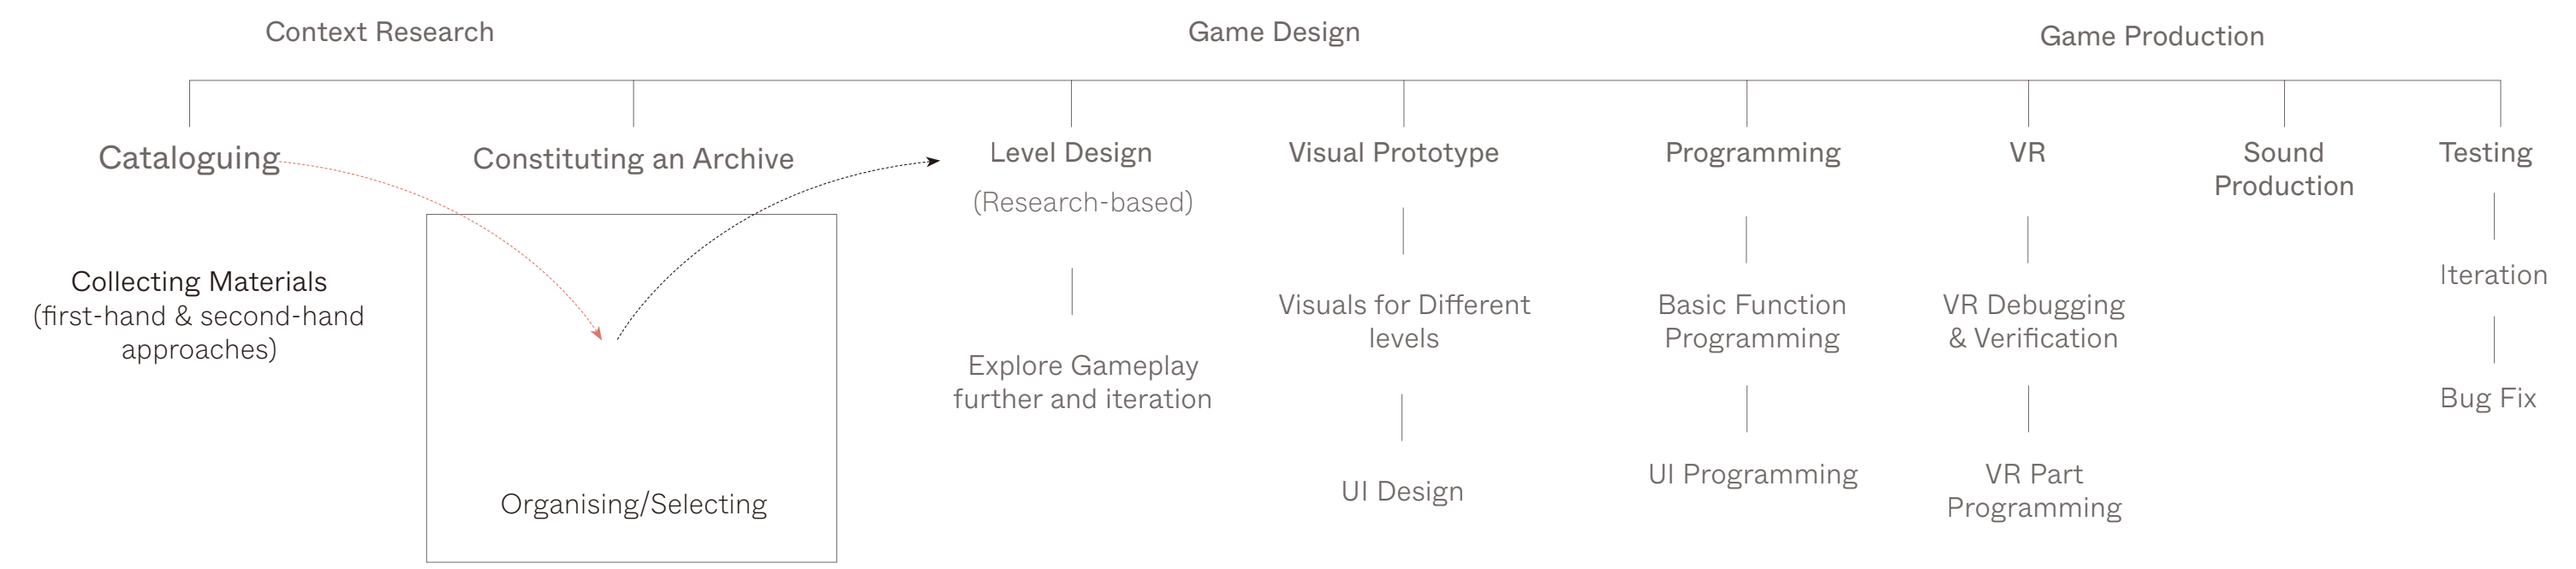 Context Research
Game Design
Game Production
Cataloguing
Constituting an Archive
Level Design
(Research-based)
Visual Prototype
Programming
VR
Sound
Production
Testing
Collecting Materials
(first-hand & second-hand
approaches)
Organising/Selecting
Explore Gameplay
further and iteration
Visuals for Different
levels
UI Design
Basic Function
Programming
UI Programming
VR Debugging
& Verification
VR Part
Programming
Iteration
Bug Fix